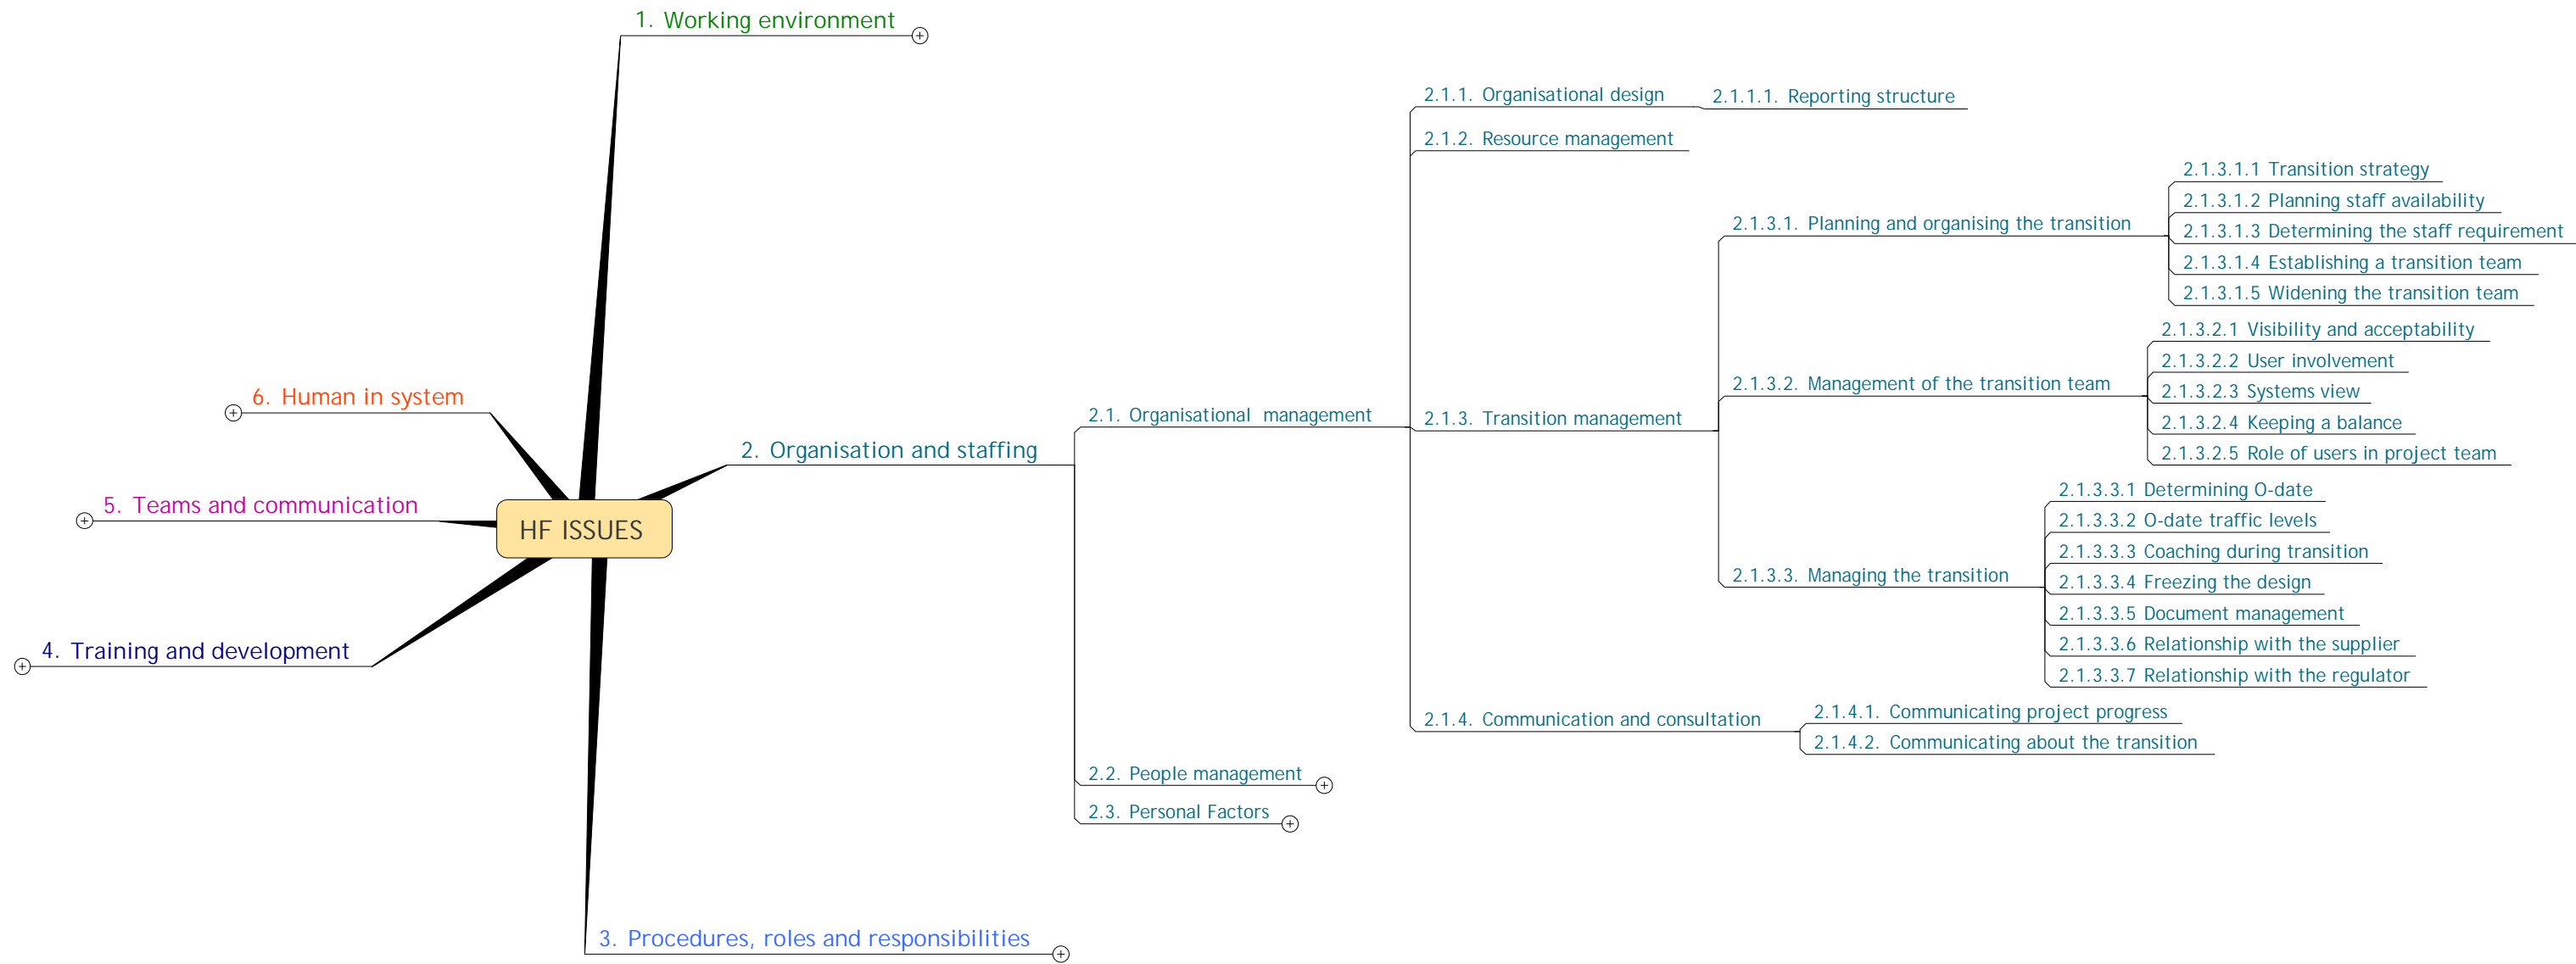 1. Working environment
2.1.1. Organisational design
2.1.1.1. Reporting structure
2.1.2. Resource management
2.1.3.1.1 Transition strategy
2.1.3.1.2 Planning staff availability
2.1.3.1. Planning and organising the transition
2.1.3.1.3 Determining the staff requirement
2.1.3.1.4 Establishing a transition team
2.1.3.1.5 Widening the transition team
2.1.3.2.1 Visibility and acceptability
2.1.3.2.2 User involvement
2.1.3.2. Management of the transition team
2.1.3.2.3 Systems view
6. Human in system
2.1. Organisational  management
2.1.3. Transition management
2.1.3.2.4 Keeping a balance
2. Organisation and staffing
2.1.3.2.5 Role of users in project team
2.1.3.3.1 Determining O-date
5. Teams and communication
HF ISSUES
2.1.3.3.2 O-date traffic levels
2.1.3.3.3 Coaching during transition
2.1.3.3. Managing the transition
2.1.3.3.4 Freezing the design
2.1.3.3.5 Document management
4. Training and development
2.1.3.3.6 Relationship with the supplier
2.1.3.3.7 Relationship with the regulator
2.1.4. Communication and consultation
2.1.4.1. Communicating project progress
2.1.4.2. Communicating about the transition
2.2. People management
2.3. Personal Factors
3. Procedures, roles and responsibilities